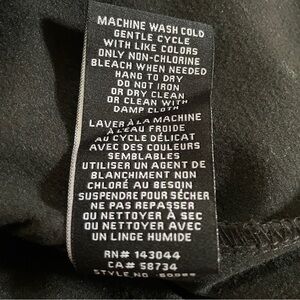 MACHINE WASH COLD
GENTLE CYCLE
WITH LIKE COLORS
ONLY NON-CHLORINE
BLEACH WHEN NEEDED
HANG TO DRY
DO NOT IRON
OR DRY CLEAN
OR CLEAN WITH
DAMP CLOTH
LAVER À LA MACHINE
À L'EAU FROIDE
AU CYCLE DÉLICAT
AVEC DES COULEURS
SEMBLABLES
UTILISER UN AGENT DE
BLANCHIMENT NON
CHLORÉ AU BESOIN
SUSPENDRE POUR SÉCHER
NE PAS REPASSER
OU NETTOYER À SEC
OU NETTOYER AVEC
UN LINGE HUMIDE
RN# 143044
CA# 58734
STYLE NO.